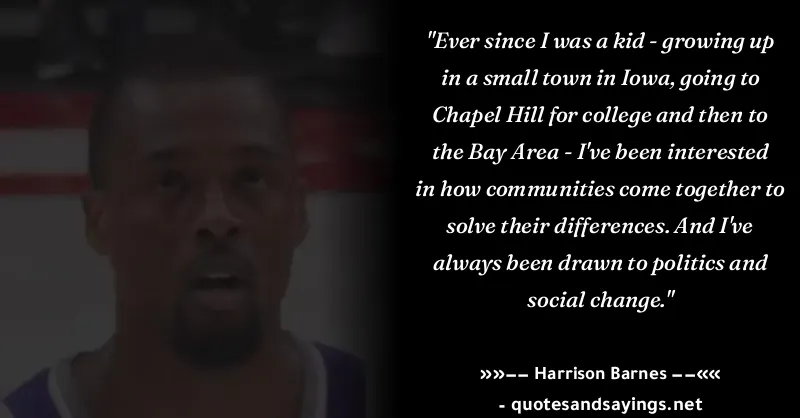 "Ever since I was a kid - growing up
in a small town in Iowa, going to
Chapel Hill for college and then to
the Bay Area - I've been interested
in how communities come together to
solve their differences. And I've
always been drawn to politics and
social change."
»»−− Harrison Barnes −−««
- quotesandsayings.net